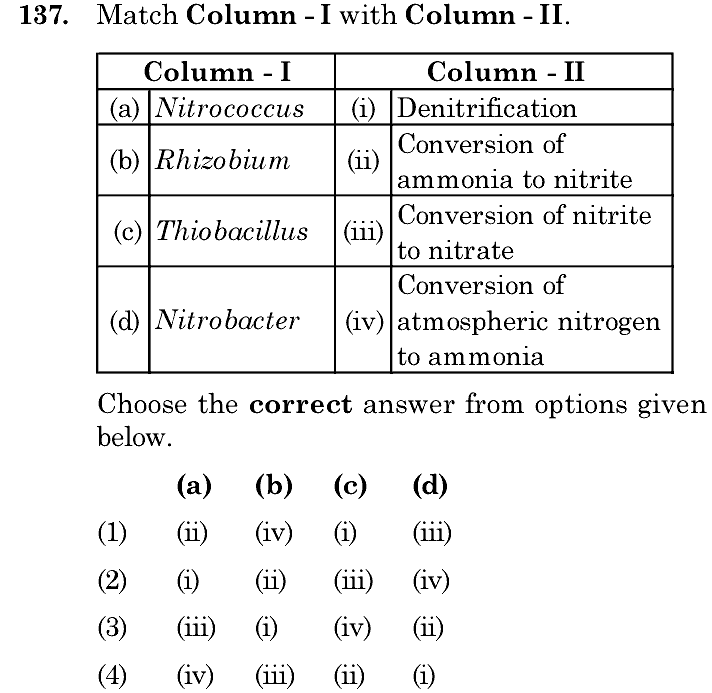 137. Match Column - I with Column - II.
Column - I Column - II
(a) Nitrococcus (i) Denitrification
(b) Rhizobium (ii) Conversion of
ammonia to nitrite
(c) Thiobacillus (iii) Conversion of nitrite
to nitrate
(d) Nitrobacter (iv) Conversion of
atmospheric nitrogen
to ammonia
Choose the correct answer from options given
below.
(a) (b) (c) (d)
(1) (ii) (iv) (i) (iii)
(2) (i) (ii) (iii) (iv)
(3) (iii) (i) (iv) (ii)
(4) (iv) (iii) (ii) (i)